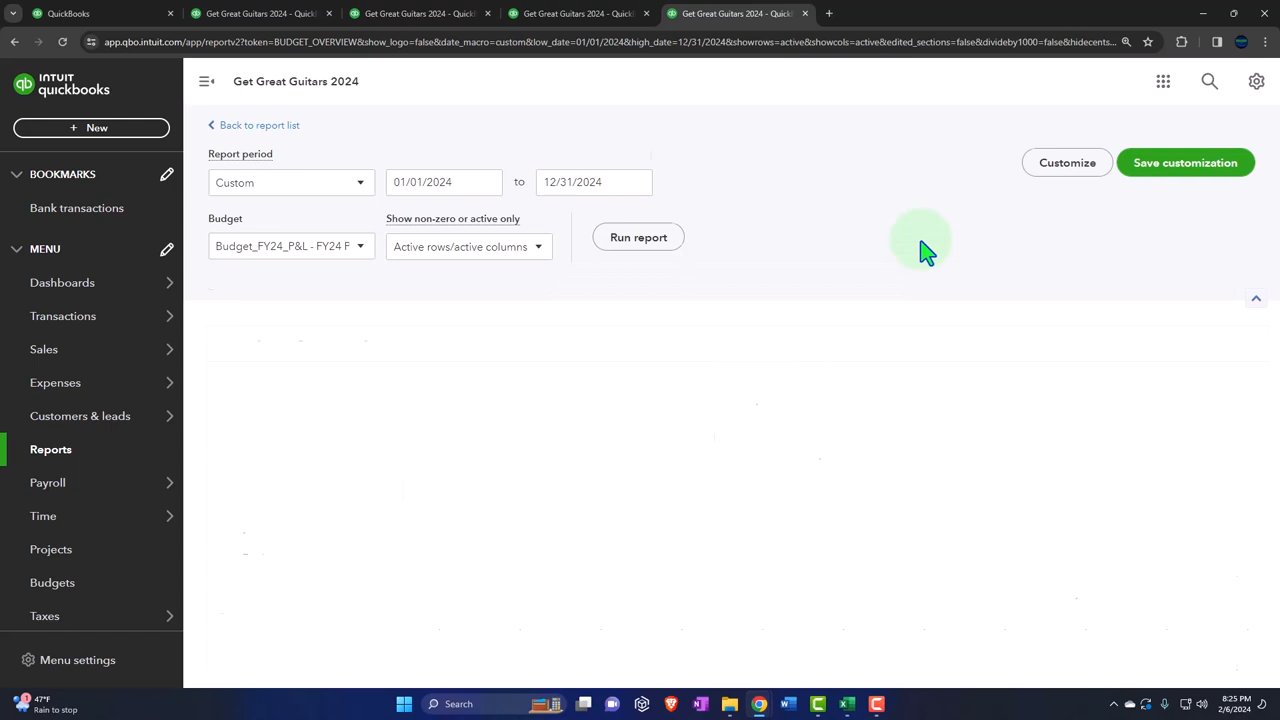 QuickBooks
Get Great Guitars 2024 - QuickB
Get Great Guitars 2024 - QuickB
Get Great Guitars 2024 - QuickB
Get Great Guitars 2024 - QuickB
app.qbo.intuit.com/app/reportv2?token=BUDGET_OVERVIEW&show_logo=false&date_macro=custom&low_date=01/01/2024&high_date=12/31/2024&showrows=active&showcols=active&edited_sections=false&divideby1000=false&hidecents...
INTUIT
quickbooks
Get Great Guitars 2024
+ New
Back to report list
Report period
Customize
Save customization
BOOKMARKS
Custom
01/01/2024
to
12/31/2024
Bank transactions
Budget
Show non-zero or active only
Run report
MENU
Budget_FY24_P&L - FY24 P
Active rows/active columns
Dashboards
Transactions
Sales
Expenses
Customers & leads
Reports
Payroll
Time
Projects
Budgets
Taxes
Menu settings
47°F
Rain to stop
Search
8:25 PM
2/6/2024